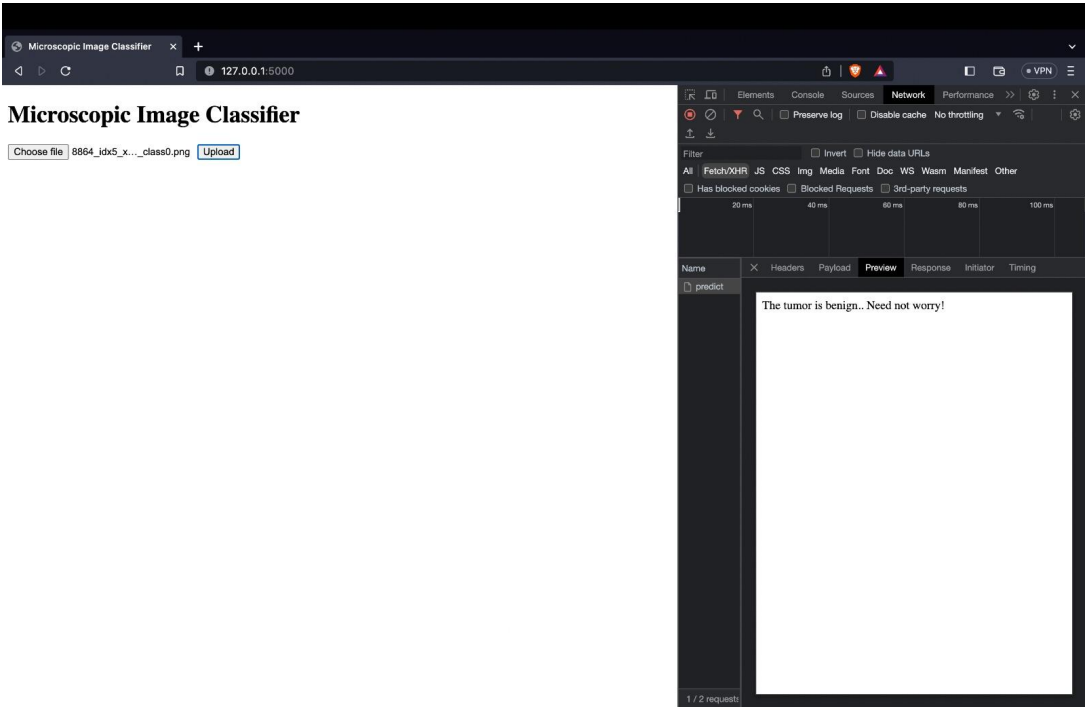 Microscopic Image Classifier
127.0.0.1:5000
VPN
Microscopic Image Classifier
Choose file 8864_idx5_x..._class0.png Upload
Elements Console Sources Network Performance
Preserve log Disable cache No throttling
Filter Invert Hide data URLs
All Fetch/XHR JS CSS Img Media Font Doc WS Wasm Manifest Other
Has blocked cookies Blocked Requests 3rd-party requests
20 ms 40 ms 60 ms 80 ms 100 ms
Name Headers Payload Preview Response Initiator Timing
predict
The tumor is benign.. Need not worry!
1 / 2 requests